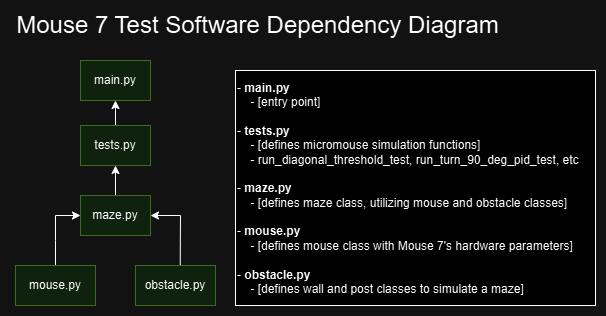 Mouse 7 Test Software Dependency Diagram
main.py
tests.py
maze.py
mouse.py
obstacle.py
- main.py
- [entry point]
- tests.py
- [defines micromouse simulation functions]
- run_diagonal_threshold_test, run_turn_90_deg_pid_test, etc
- maze.py
- [defines maze class, utilizing mouse and obstacle classes]
- mouse.py
- [defines mouse class with Mouse 7's hardware parameters]
- obstacle.py
- [defines wall and post classes to simulate a maze]